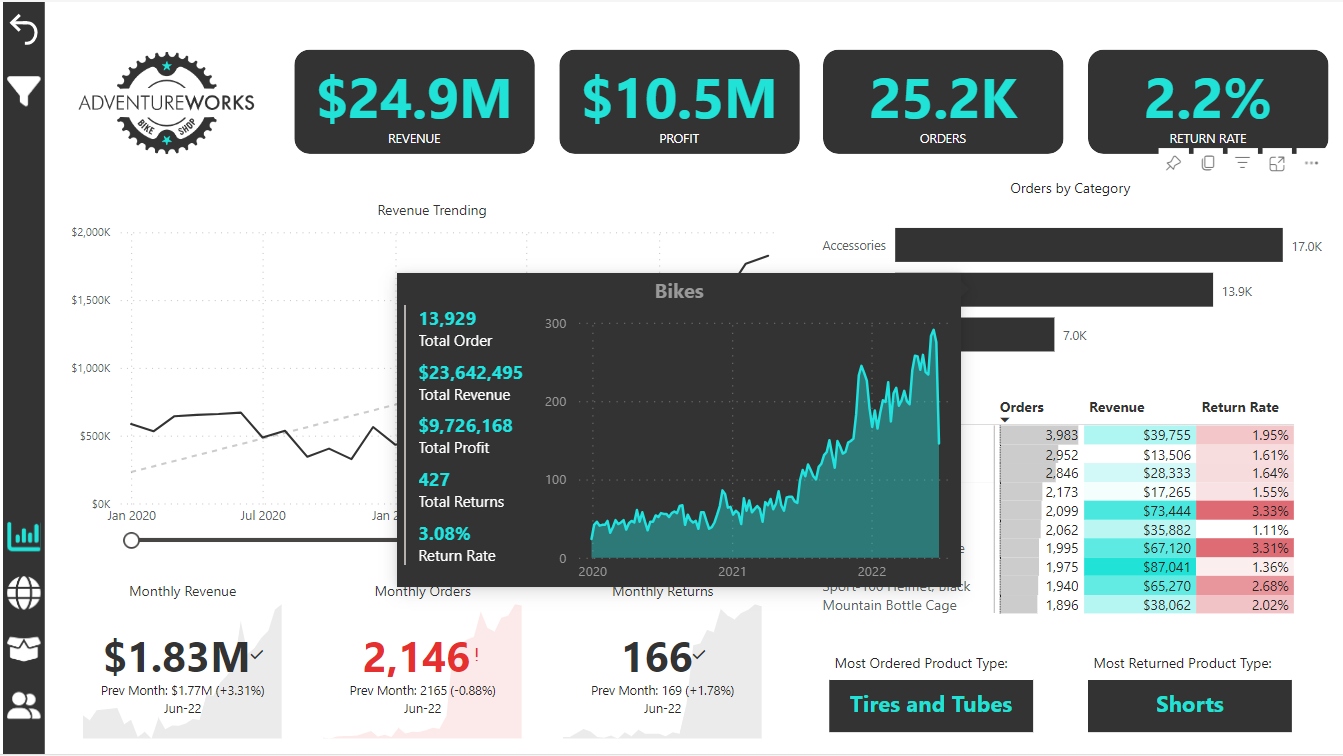 ADVENTUREWORKS
BIKE SHOP
$24.9M
REVENUE
$10.5M
PROFIT
25.2K
ORDERS
2.2%
RETURN RATE
Revenue Trending
$2,000K
$1,500K
$1,000K
$500K
$0K
Jan 2020
Jul 2020
Jan 2
Orders by Category
Accessories
17.0K
13.9K
7.0K
Bikes
13,929
Total Order
$23,642,495
Total Revenue
$9,726,168
Total Profit
427
Total Returns
3.08%
Return Rate
300
200
100
0
2020
2021
2022
Orders Revenue Return Rate
3,983 $39,755 1.95%
2,952 $13,506 1.61%
2,846 $28,333 1.64%
2,173 $17,265 1.55%
2,099 $73,444 3.33%
2,062 $35,882 1.11%
1,995 $67,120 3.31%
1,975 $87,041 1.36%
Sport-100 Helmet, Black 1,940 $65,270 2.68%
Mountain Bottle Cage 1,896 $38,062 2.02%
Monthly Revenue
$1.83M
Prev Month: $1.77M (+3.31%)
Jun-22
Monthly Orders
2,146 !
Prev Month: 2165 (-0.88%)
Jun-22
Monthly Returns
166
Prev Month: 169 (+1.78%)
Jun-22
Most Ordered Product Type:
Tires and Tubes
Most Returned Product Type:
Shorts